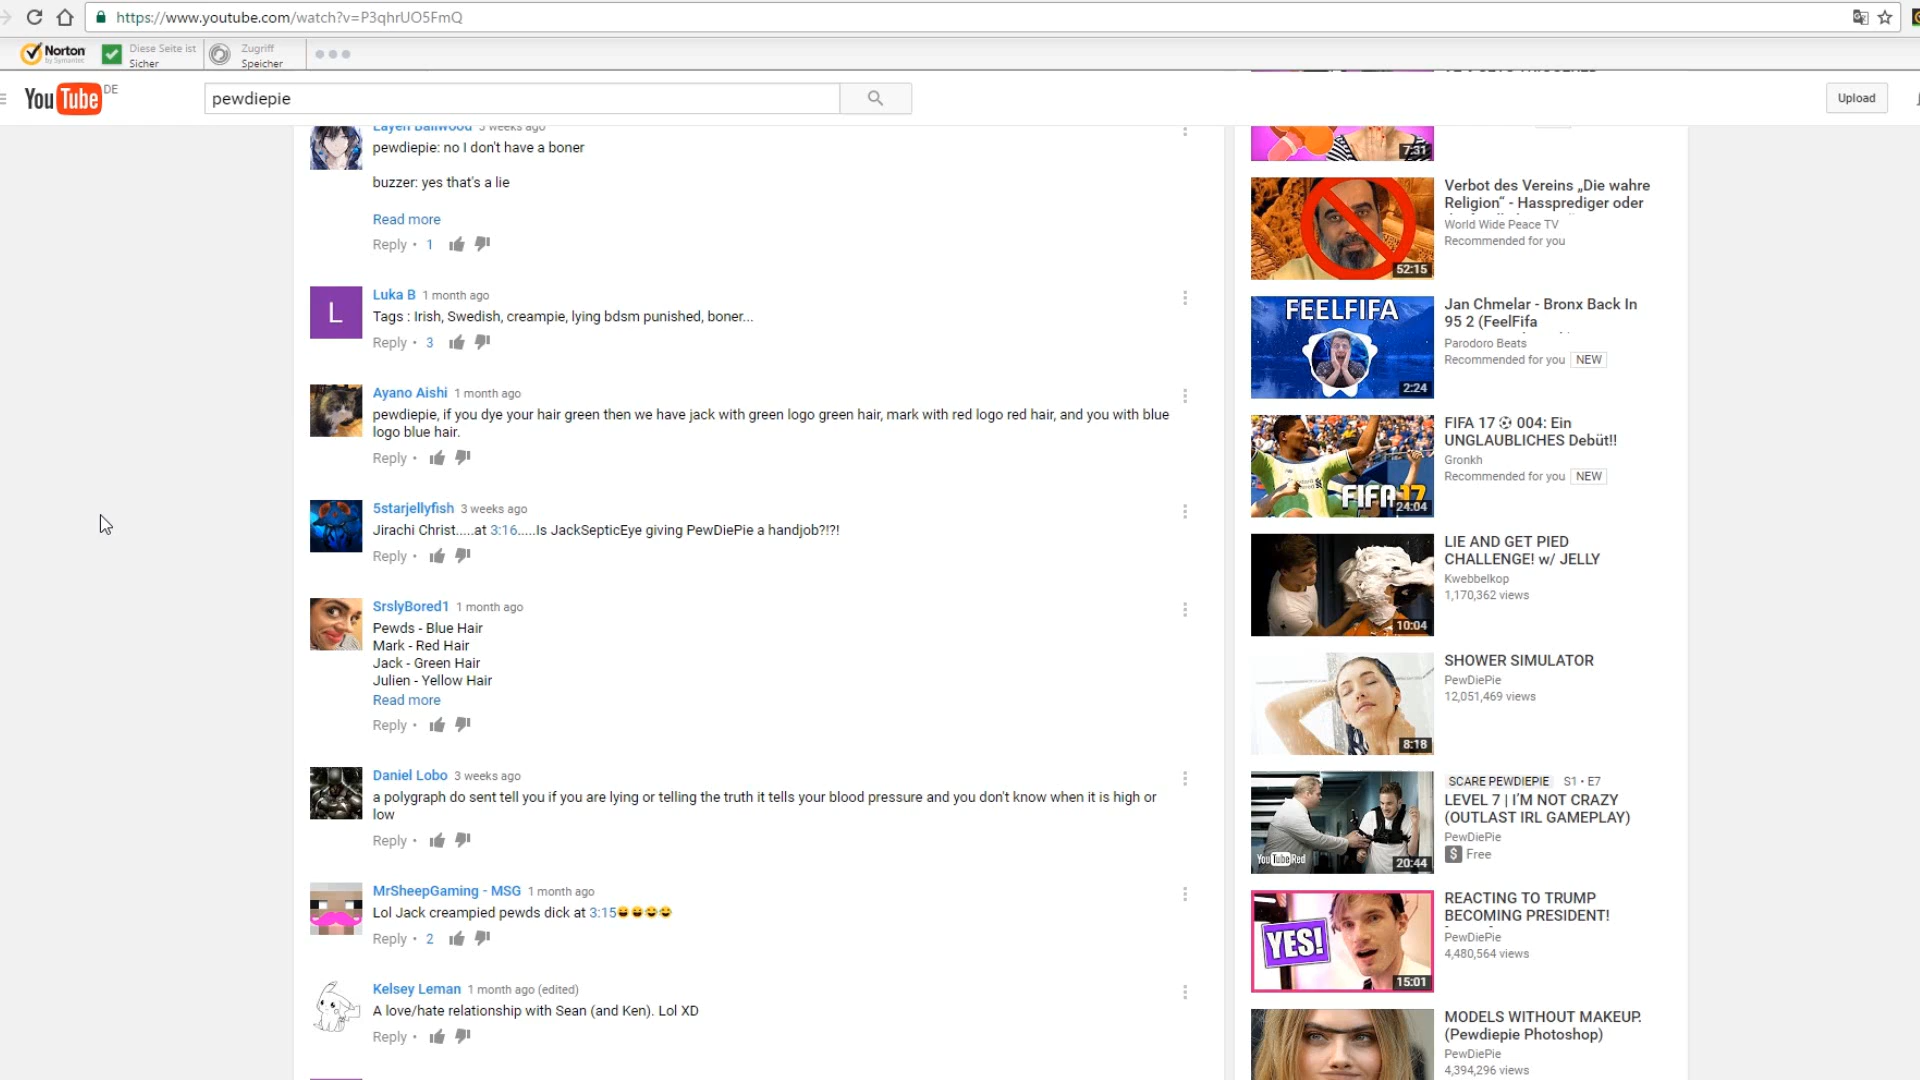 https://www.youtube.com/watch?v=P3qhrUO5FmQ
Norton
by Symantec
Diese Seite ist
Sicher
Zugriff
Speicher
YouTube DE
pewdiepie
Upload
Layen Ballwood 3 weeks ago
pewdiepie: no I don't have a boner
buzzer: yes that's a lie
Read more
Reply • 1
Luka B 1 month ago
Tags : Irish, Swedish, creampie, lying bdsm punished, boner...
Reply • 3
L
Ayano Aishi 1 month ago
pewdiepie, if you dye your hair green then we have jack with green logo green hair, mark with red logo red hair, and you with blue
logo blue hair.
Reply •
5starjellyfish 3 weeks ago
Jirachi Christ.....at 3:16.....Is JackSepticEye giving PewDiePie a handjob?!?!
Reply •
SrslyBored1 1 month ago
Pewds - Blue Hair
Mark - Red Hair
Jack - Green Hair
Julien - Yellow Hair
Read more
Reply •
Daniel Lobo 3 weeks ago
a polygraph do sent tell you if you are lying or telling the truth it tells your blood pressure and you don't know when it is high or
low
Reply •
MrSheepGaming - MSG 1 month ago
Lol Jack creampied pewds dick at 3:15😄😄😄😄
Reply • 2
Kelsey Leman 1 month ago (edited)
A love/hate relationship with Sean (and Ken). Lol XD
Reply •
7:31
Verbot des Vereins „Die wahre
Religion“ - Hassprediger oder
World Wide Peace TV
Recommended for you
52:15
Jan Chmelar - Bronx Back In
95 2 (FeelFifa
Parodoro Beats
Recommended for you NEW
FEELFIFA
2:24
FIFA 17 ⚽ 004: Ein
UNGLAUBLICHES Debüt!!
Gronkh
Recommended for you NEW
FIFA 17
24:04
LIE AND GET PIED
CHALLENGE! w/ JELLY
Kwebbelkop
1,170,362 views
10:04
SHOWER SIMULATOR
PewDiePie
12,051,469 views
8:18
SCARE PEWDIEPIE S1 • E7
LEVEL 7 | I'M NOT CRAZY
(OUTLAST IRL GAMEPLAY)
PewDiePie
$ Free
YouTube Red
20:44
REACTING TO TRUMP
BECOMING PRESIDENT!
PewDiePie
4,480,564 views
YES!
15:01
MODELS WITHOUT MAKEUP.
(Pewdiepie Photoshop)
PewDiePie
4,394,296 views